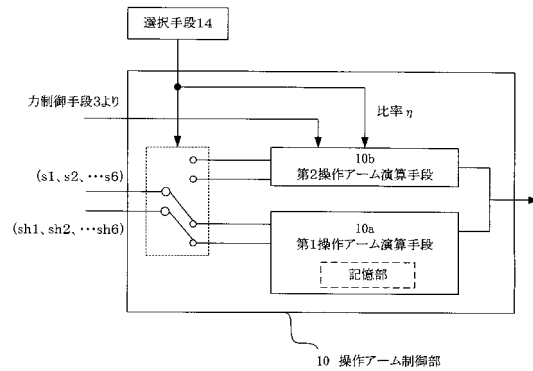 選択手段14
力制御手段3より
比率η
10b
第2操作アーム演算手段
(s1、s2、···s6)
(sh1、sh2、···sh6)
10a
第1操作アーム演算手段
記憶部
10 操作アーム制御部